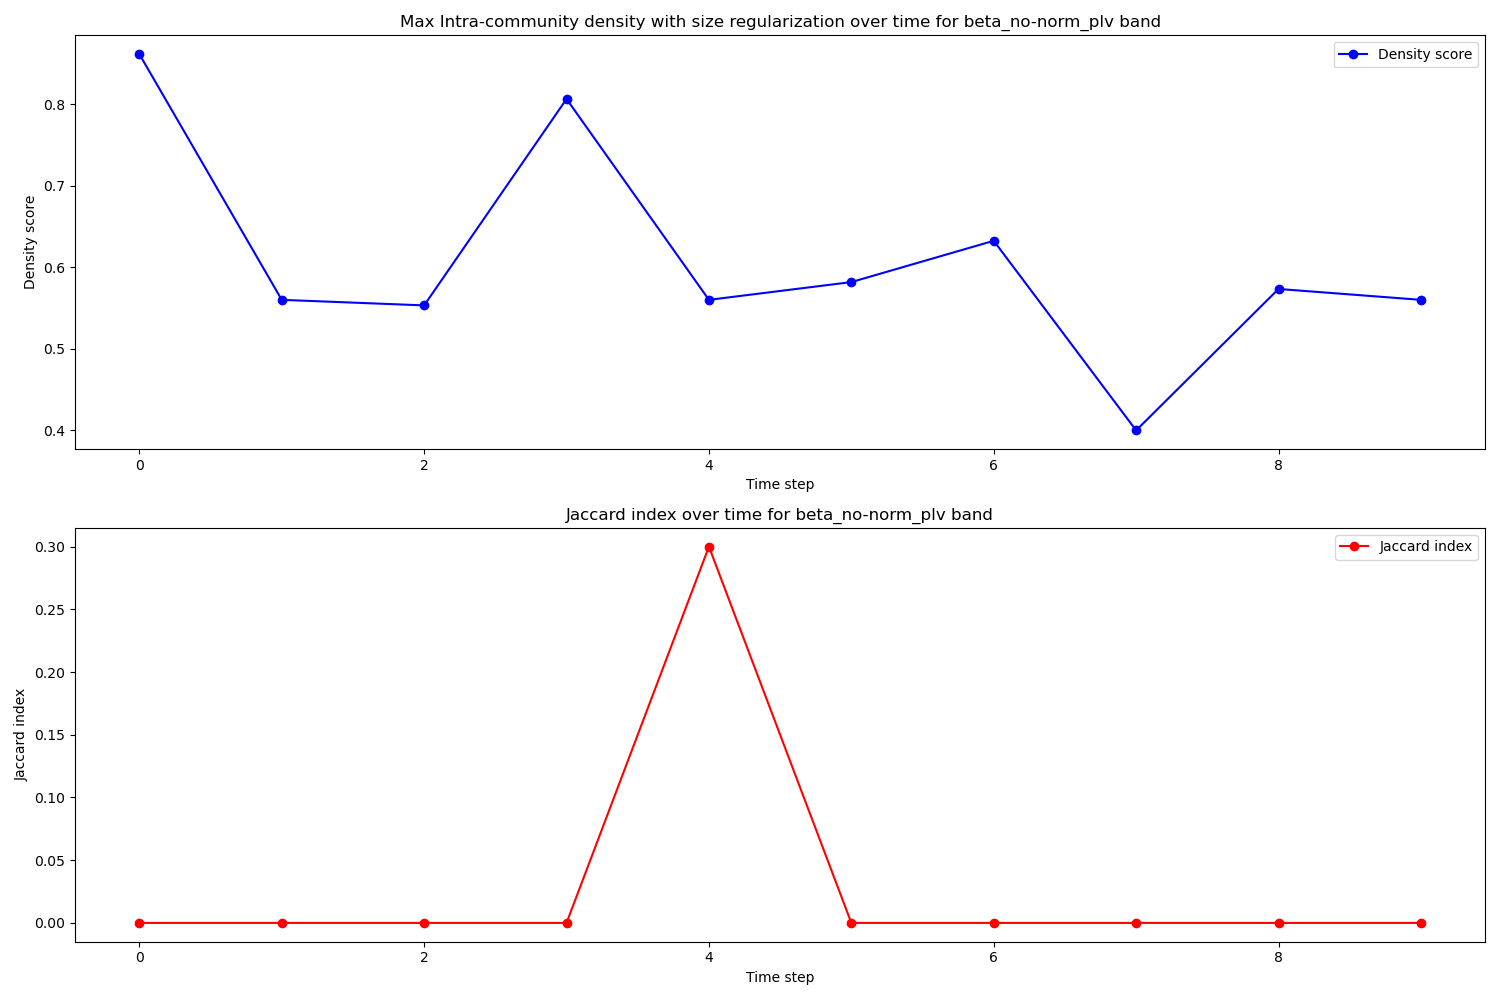 Max Intra-community density with size regularization over time for beta_no-norm_plv band
Density score
Density score
0.8
0.7
0.6
0.5
0.4
0 2 4 6 8
Time step
Jaccard index over time for beta_no-norm_plv band
Jaccard index
Jaccard index
0.30
0.25
0.20
0.15
0.10
0.05
0.00
0 2 4 6 8
Time step